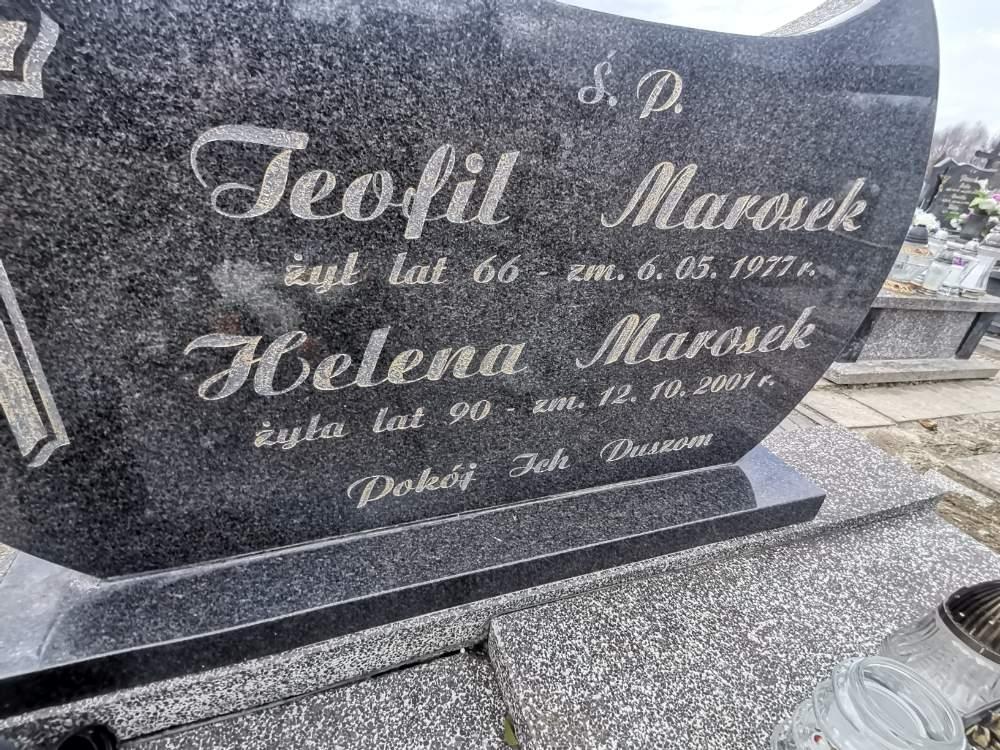 Ś. P.
Teofil Marosek
żył lat 66 - zm. 6. 05. 1977 r.
Helena Marosek
żyła lat 90 - zm. 12. 10. 2001 r.
Pokój Ich Duszom